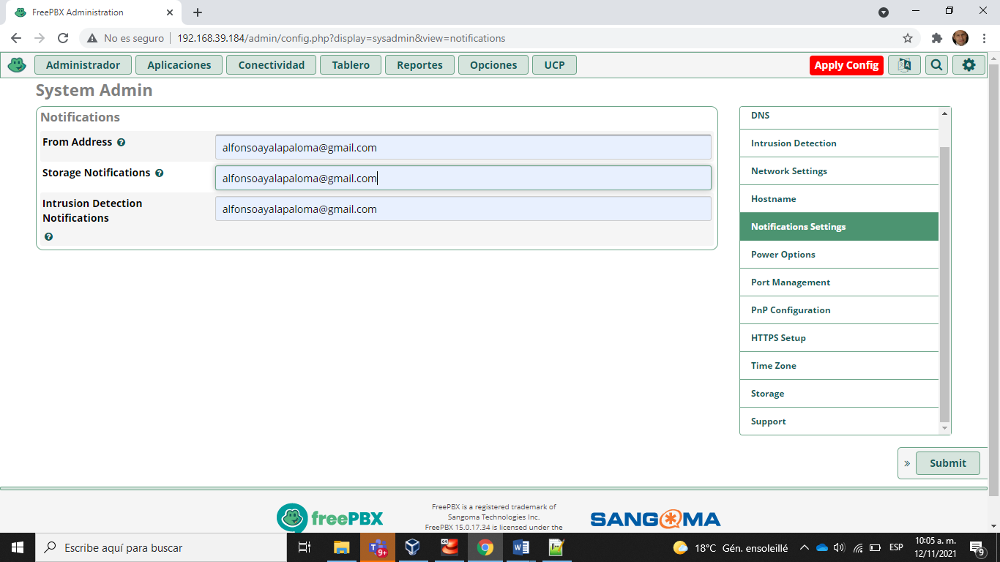 FreePBX Administration
No es seguro
192.168.39.184/admin/config.php?display=sysadmin&view=notifications
Administrador
Aplicaciones
Conectividad
Tablero
Reportes
Opciones
UCP
Apply Config
System Admin
Notifications
From Address
alfonsoayalapaloma@gmail.com
Storage Notifications
alfonsoayalapaloma@gmail.com
Intrusion Detection
Notifications
alfonsoayalapaloma@gmail.com
DNS
Intrusion Detection
Network Settings
Hostname
Notifications Settings
Power Options
Port Management
PnP Configuration
HTTPS Setup
Time Zone
Storage
Support
» Submit
freePBX
FreePBX is a registered trademark of
Sangoma Technologies Inc.
FreePBX 15.0.17.34 is licensed under the
SANGOMA
Escribe aquí para buscar
9+
18°C Gén. ensoleillé
ESP
10:05 a. m.
12/11/2021
9